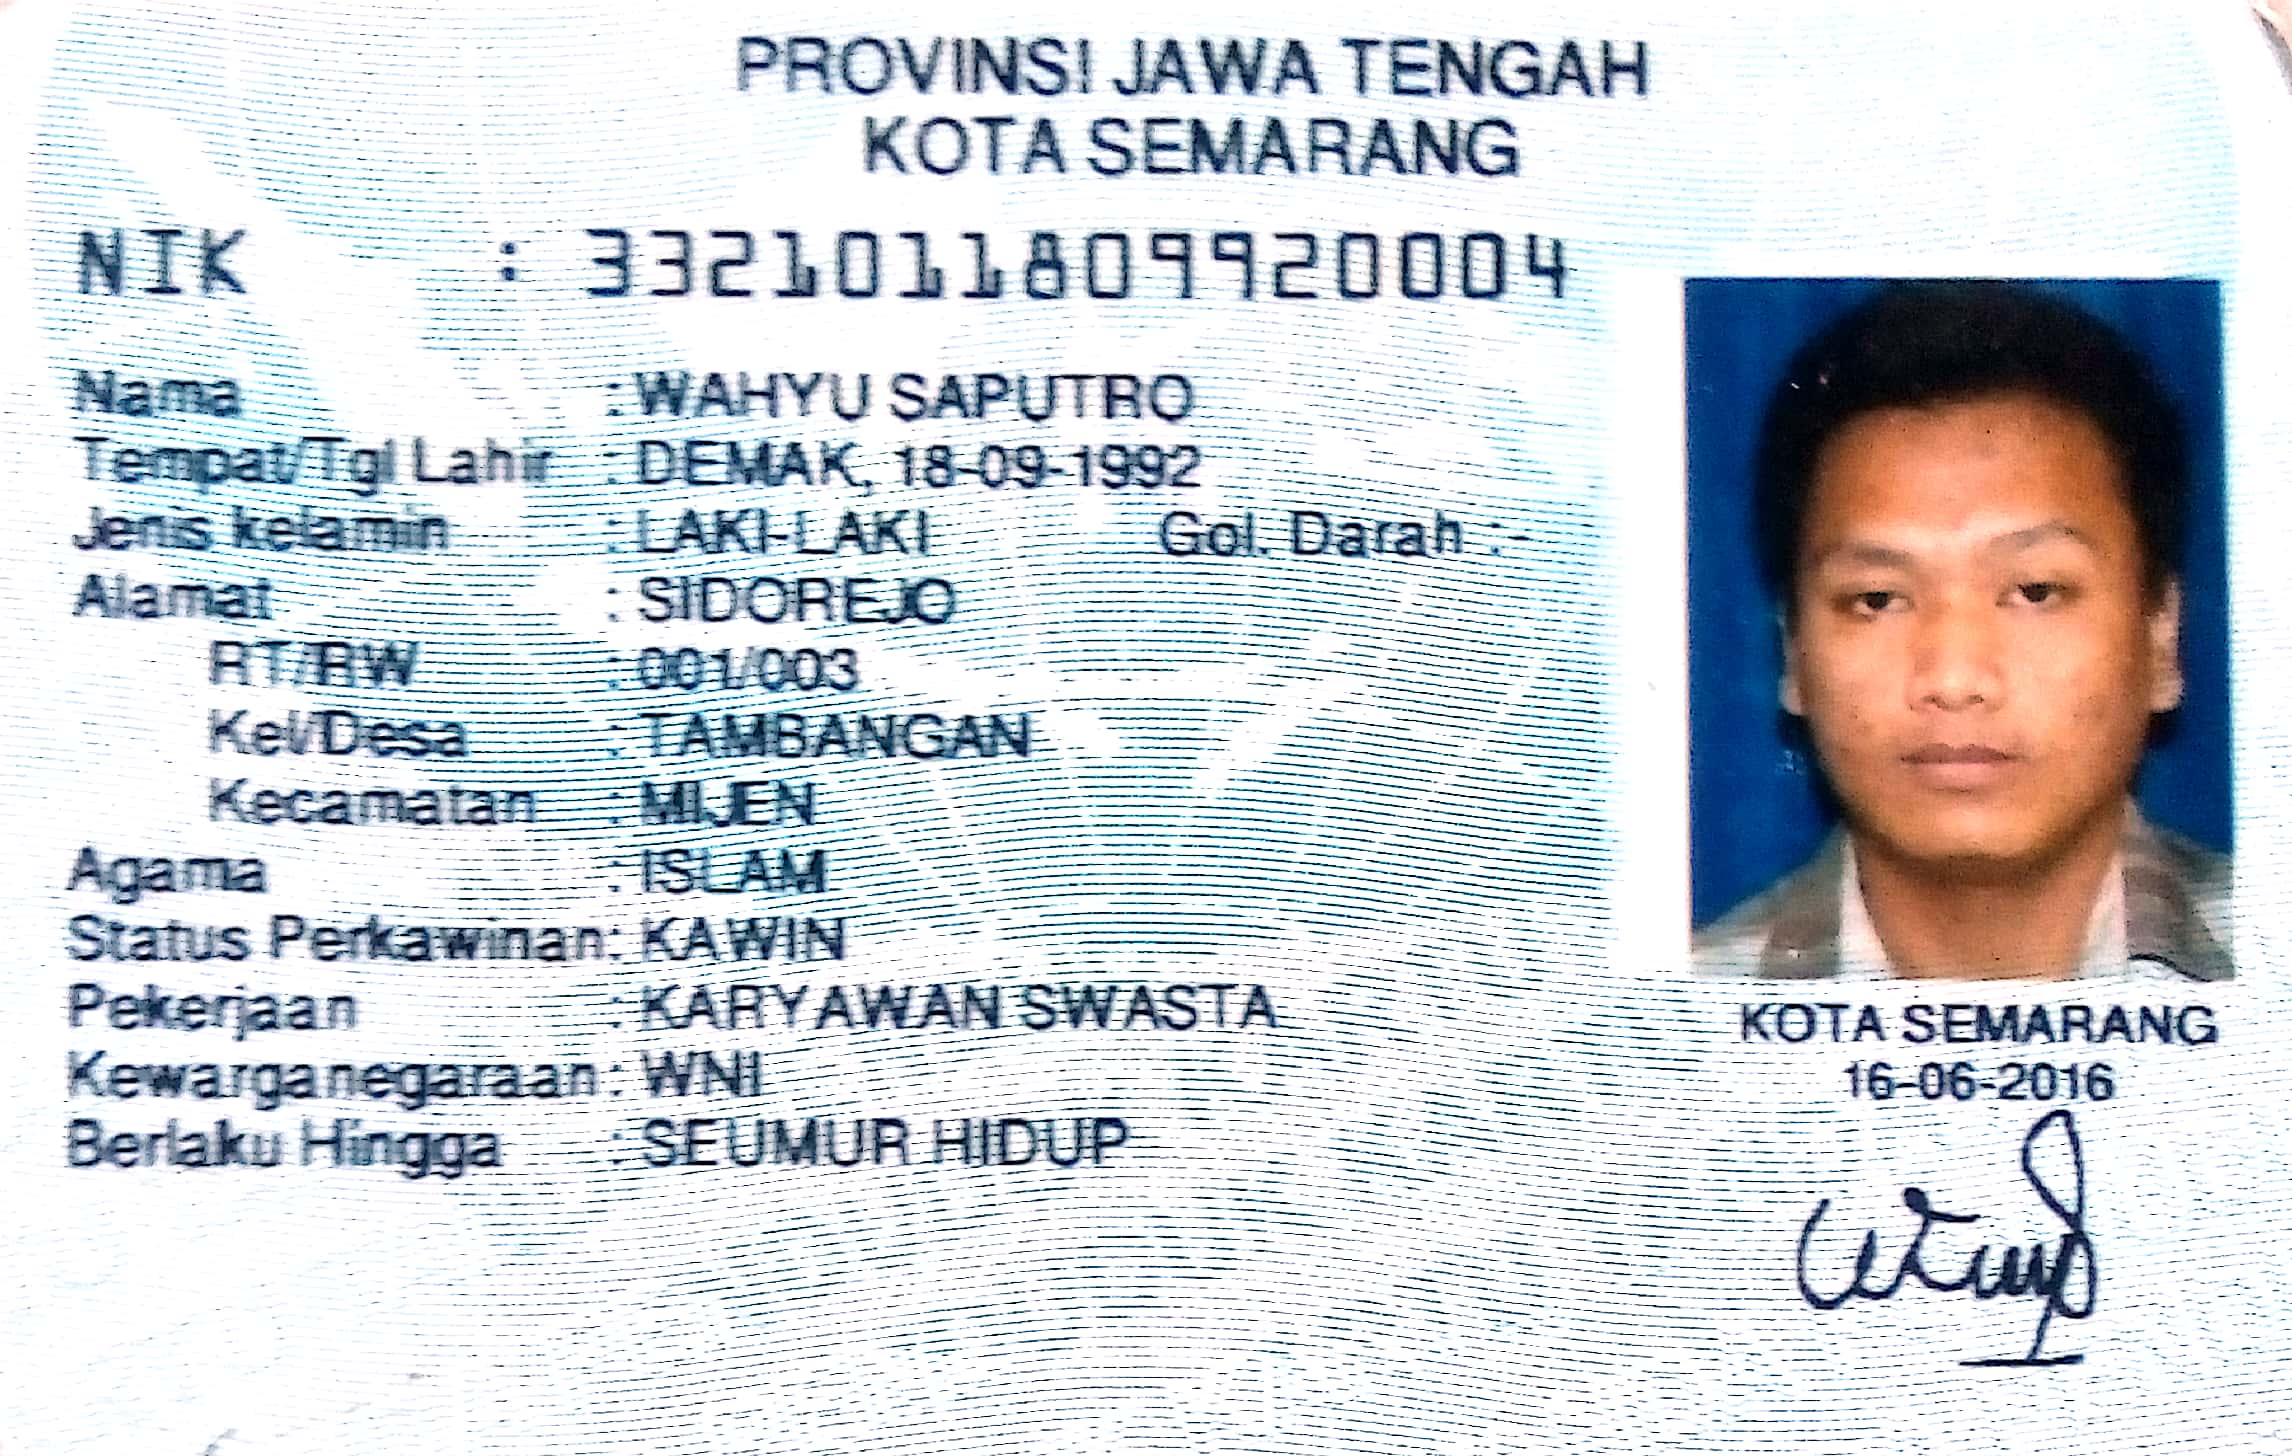 PROVINSI JAWA TENGAH
KOTA SEMARANG
NIK : 3321011809920004
Nama : WAHYU SAPUTRO
Tempat/Tgl Lahir : DEMAK, 18-09-1992
Jenis kelamin : LAKI-LAKI Gol. Darah : -
Alamat : SIDOREJO
RT/RW : 001/003
Kel/Desa : TAMBANGAN
Kecamatan : MIJEN
Agama : ISLAM
Status Perkawinan: KAWIN
Pekerjaan : KARYAWAN SWASTA
Kewarganegaraan: WNI
Berlaku Hingga : SEUMUR HIDUP
KOTA SEMARANG
16-06-2016